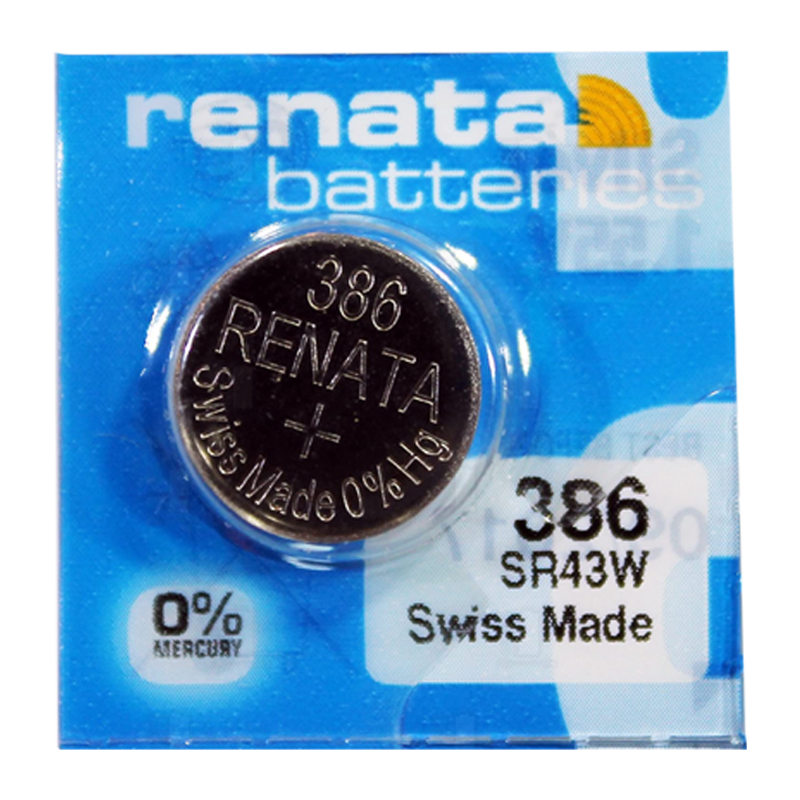 renata
batteries
386
RENATA
+
Swiss Made 0% Hg
386
SR43W
Swiss Made
0%
MERCURY